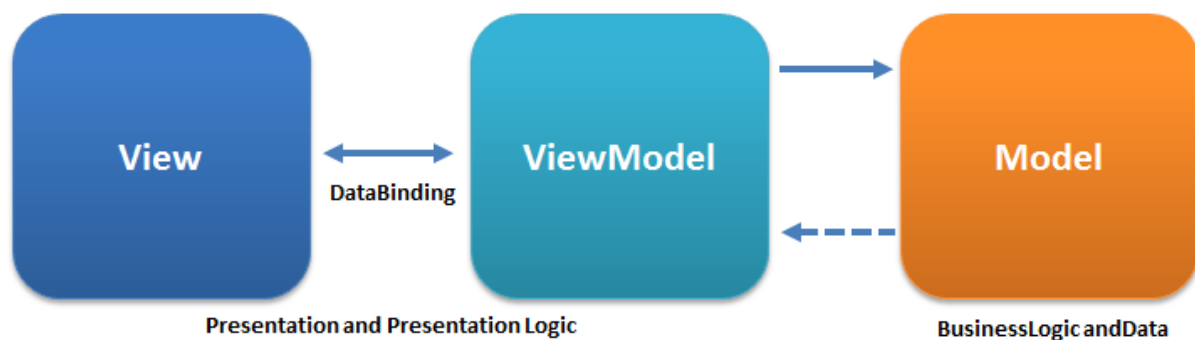 View
ViewModel
Model
DataBinding
Presentation and Presentation Logic
BusinessLogic andData